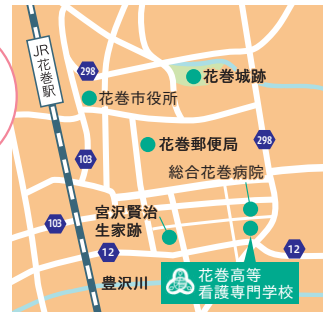 JR花巻駅
298
花巻城跡
花巻市役所
花巻郵便局
298
103
総合花巻病院
宮沢賢治
生家跡
103
12
12
豊沢川
花巻高等
看護専門学校